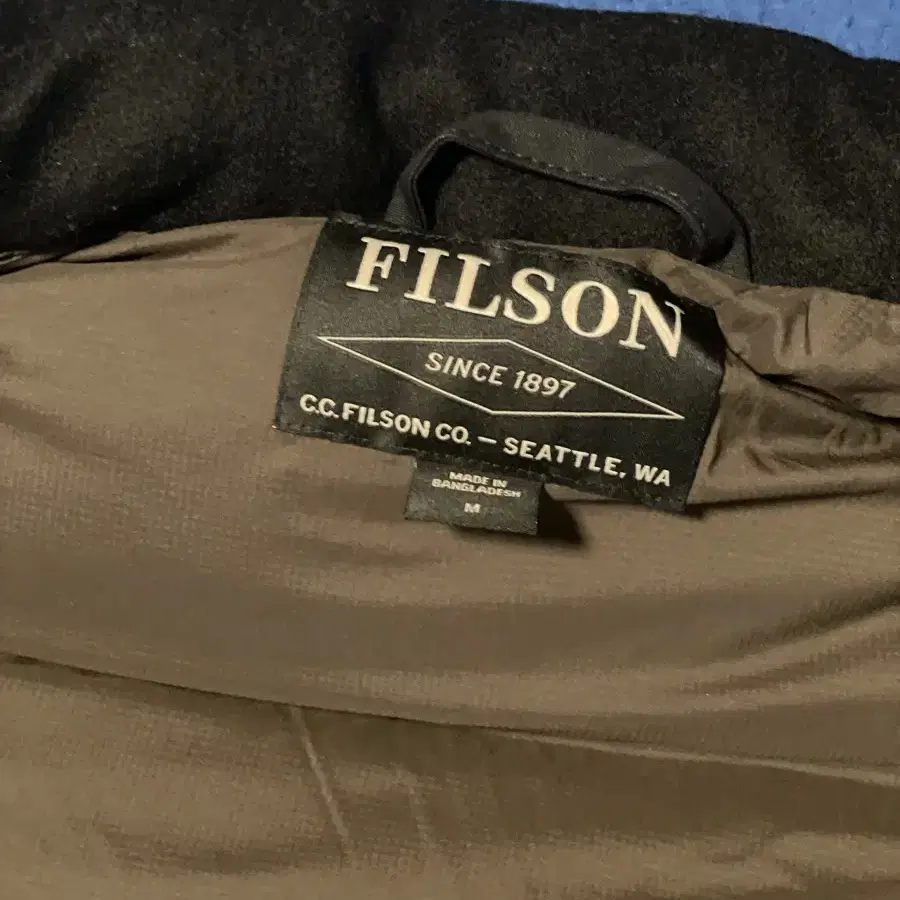 FILSON
SINCE 1897
C.C. FILSON CO. – SEATTLE, WA
MADE IN
BANGLADESH
M